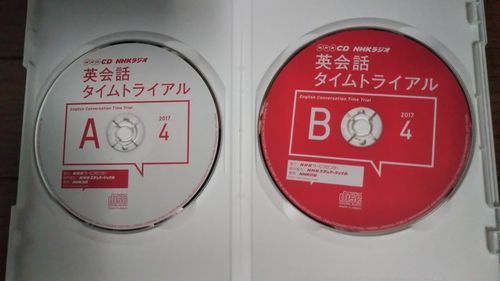 NHK CD NHKラジオ
英会話
タイムトライアル
English Conversation Time Trial
A
2017
4
NHK CD NHKラジオ
英会話
タイムトライアル
English Conversation Time Trial
B
2017
4